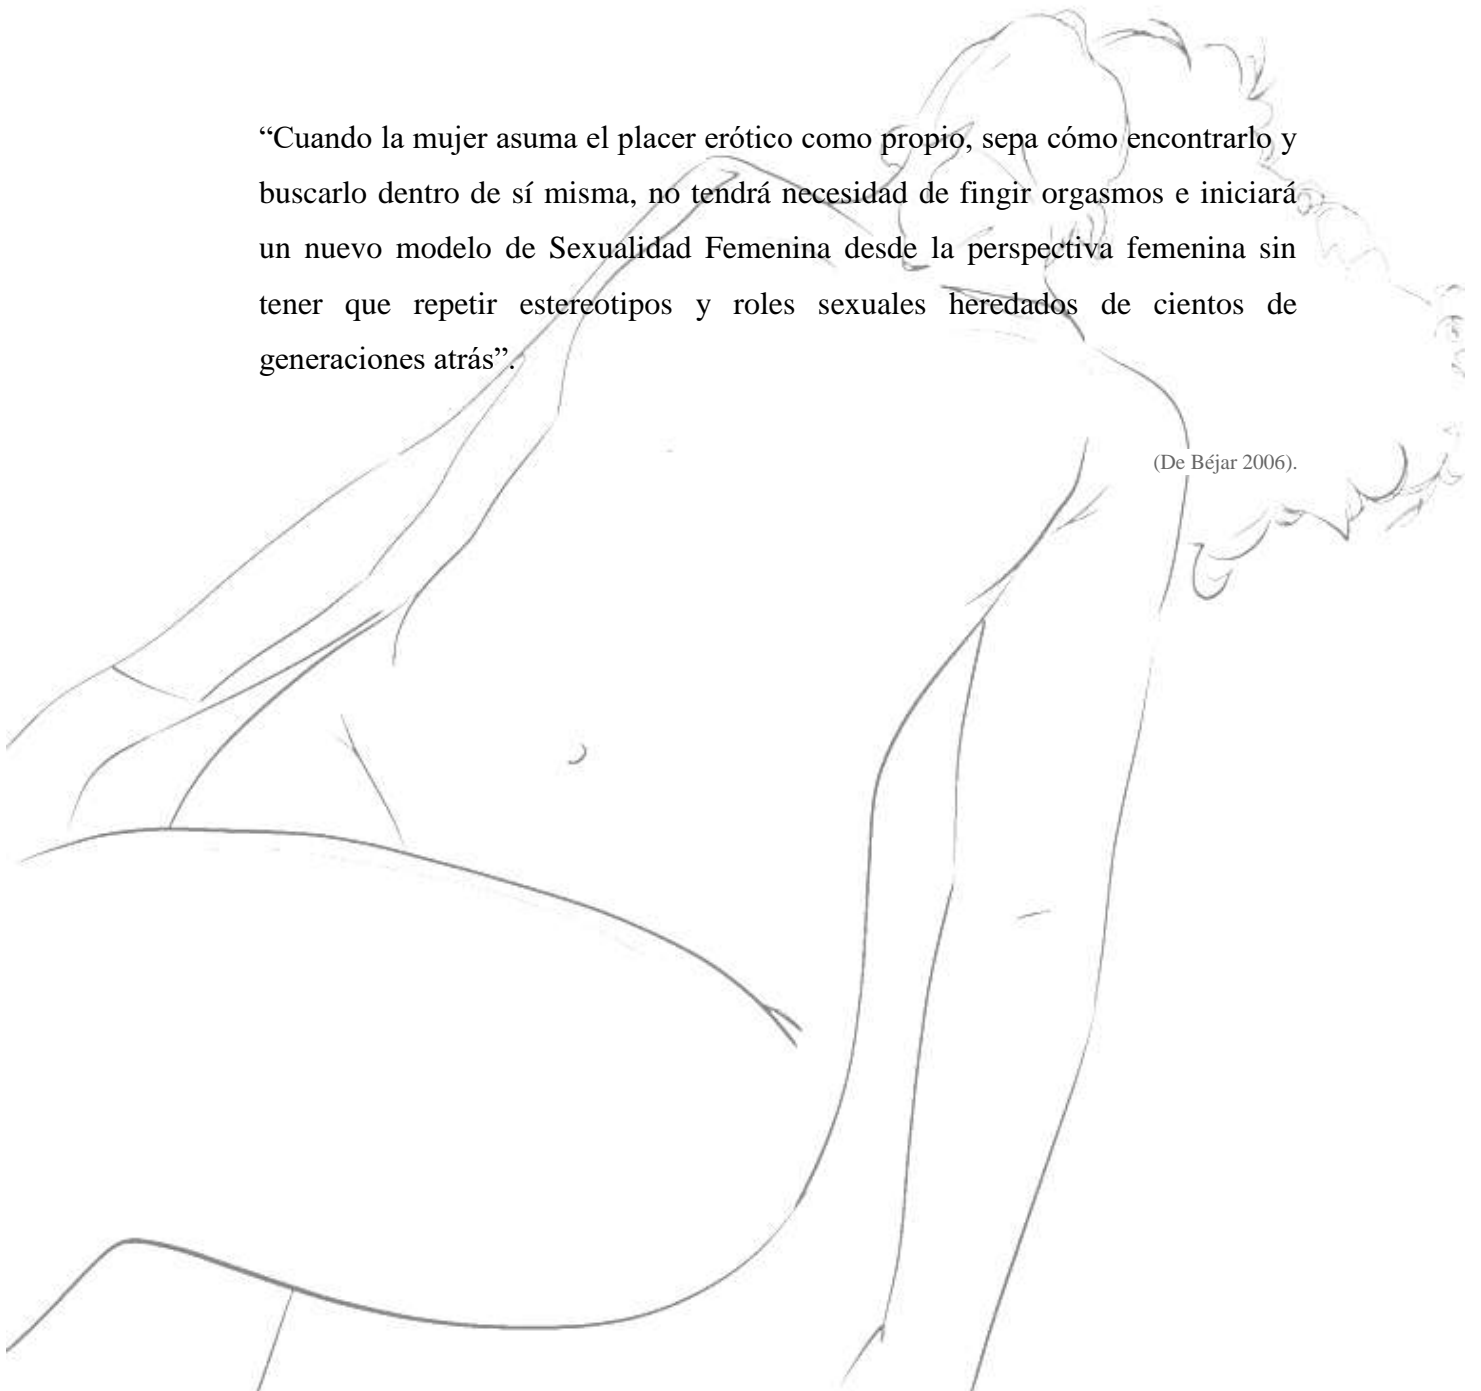 “Cuando la mujer asuma el placer erótico como propio, sepa cómo encontrarlo y
buscarlo dentro de sí misma, no tendrá necesidad de fingir orgasmos e iniciará
un nuevo modelo de Sexualidad Femenina desde la perspectiva femenina sin
tener que repetir estereotipos y roles sexuales heredados de cientos de
generaciones atrás”.
(De Béjar 2006).